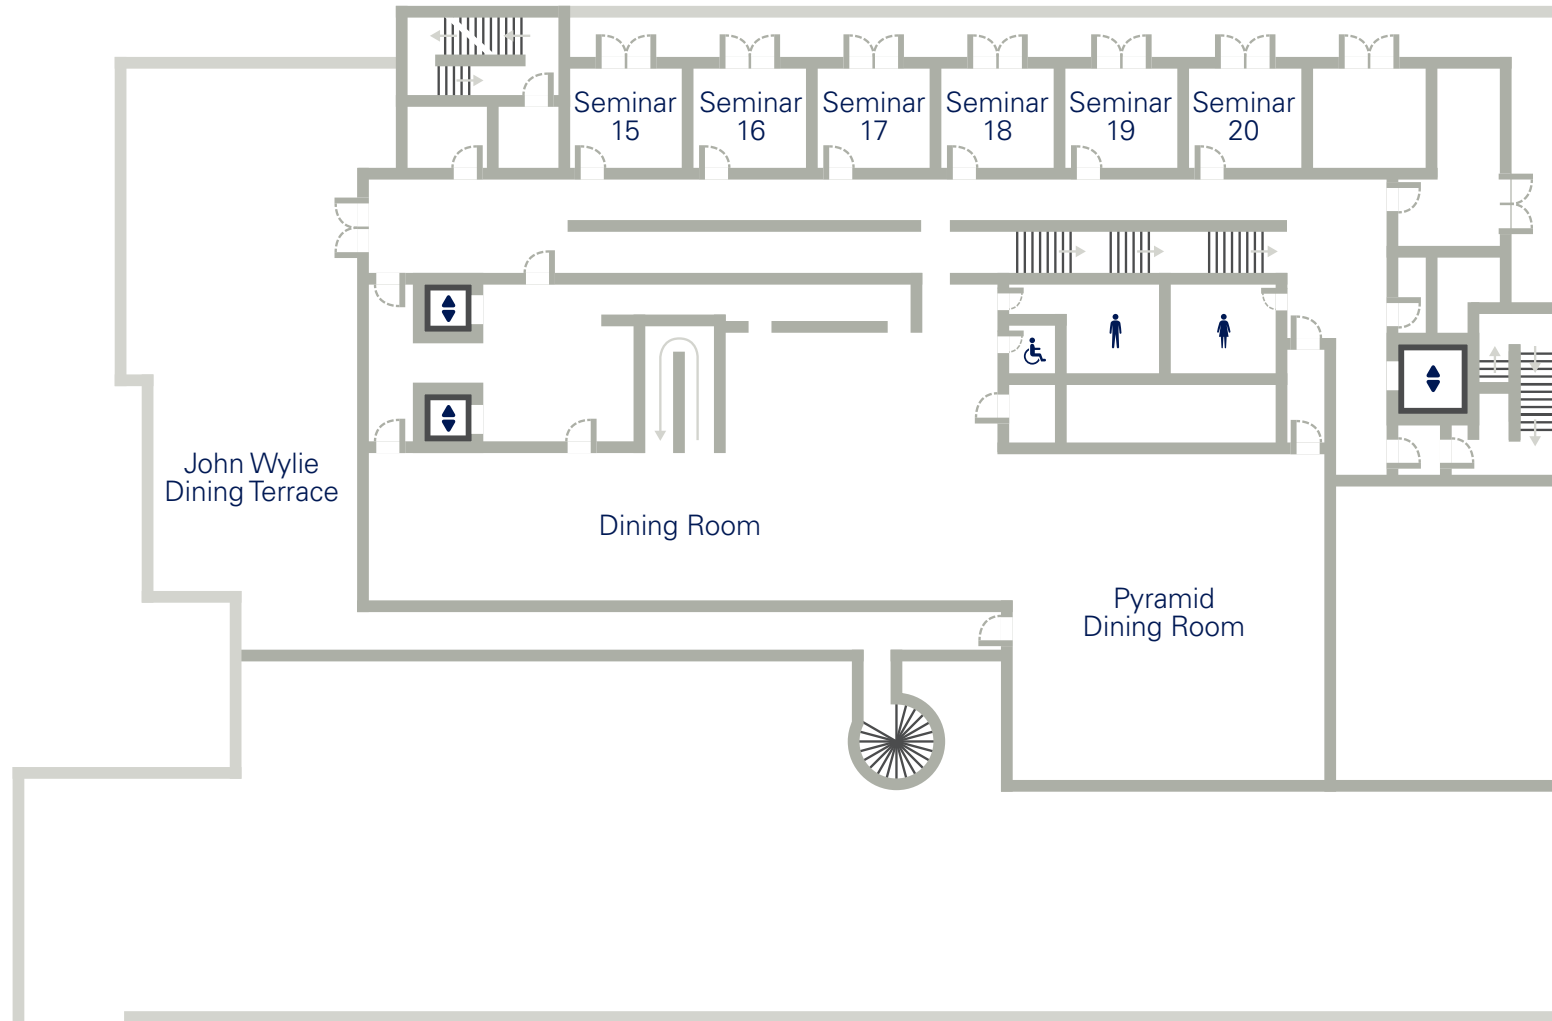 Seminar
15
Seminar
16
Seminar
17
Seminar
18
Seminar
19
Seminar
20
John Wylie
Dining Terrace
Dining Room
Pyramid
Dining Room